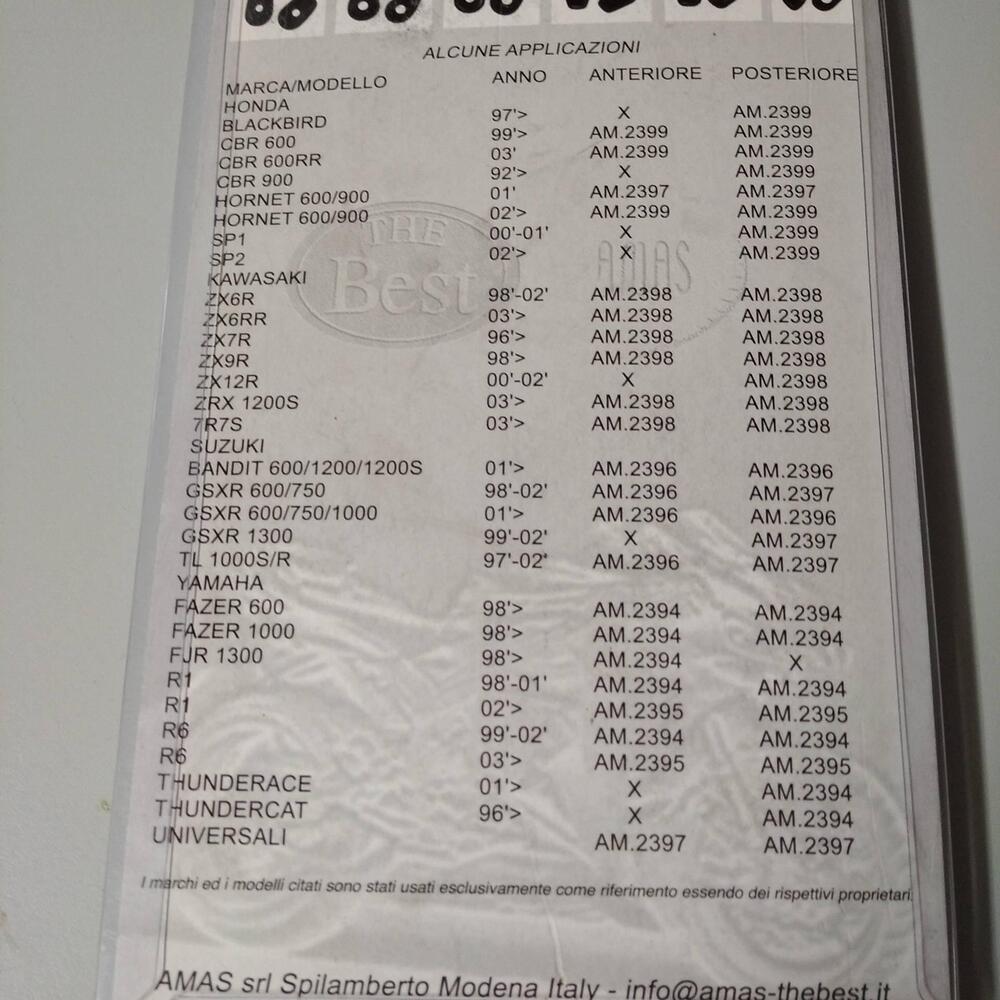 ALCUNE APPLICAZIONI
MARCA/MODELLO ANNO ANTERIORE POSTERIORE
HONDA
BLACKBIRD 97'> X AM.2399
CBR 600 99'> AM.2399 AM.2399
CBR 600RR 03' AM.2399 AM.2399
CBR 900 92'> X AM.2399
HORNET 600/900 01' AM.2397 AM.2397
HORNET 600/900 02'> AM.2399 AM.2399
SP1 00'-01' X AM.2399
SP2 02'> X AM.2399
KAWASAKI
ZX6R 98'-02' AM.2398 AM.2398
ZX6RR 03'> AM.2398 AM.2398
ZX7R 96'> AM.2398 AM.2398
ZX9R 98'> AM.2398 AM.2398
ZX12R 00'-02' X AM.2398
ZRX 1200S 03'> AM.2398 AM.2398
7R7S 03'> AM.2398 AM.2398
SUZUKI
BANDIT 600/1200/1200S 01'> AM.2396 AM.2396
GSXR 600/750 98'-02' AM.2396 AM.2397
GSXR 600/750/1000 01'> AM.2396 AM.2396
GSXR 1300 99'-02' X AM.2397
TL 1000S/R 97'-02' AM.2396 AM.2397
YAMAHA
FAZER 600 98'> AM.2394 AM.2394
FAZER 1000 98'> AM.2394 AM.2394
FJR 1300 98'> AM.2394 X
R1 98'-01' AM.2394 AM.2394
R1 02'> AM.2395 AM.2395
R6 99'-02' AM.2394 AM.2394
R6 03'> AM.2395 AM.2395
THUNDERACE 01'> X AM.2394
THUNDERCAT 96'> X AM.2394
UNIVERSALI AM.2397 AM.2397
THE
Best
AMAS
I marchi ed i modelli citati sono stati usati esclusivamente come riferimento essendo dei rispettivi proprietari.
AMAS srl Spilamberto Modena Italy - info@amas-thebest.it